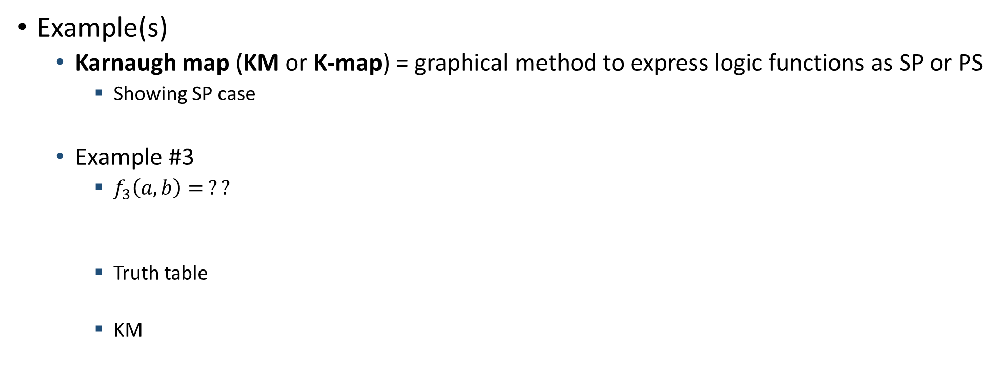 • Example(s)
• Karnaugh map (KM or K-map) = graphical method to express logic functions as SP or PS
▪ Showing SP case
• Example #3
▪ f₃(a, b) = ? ?
▪ Truth table
▪ KM